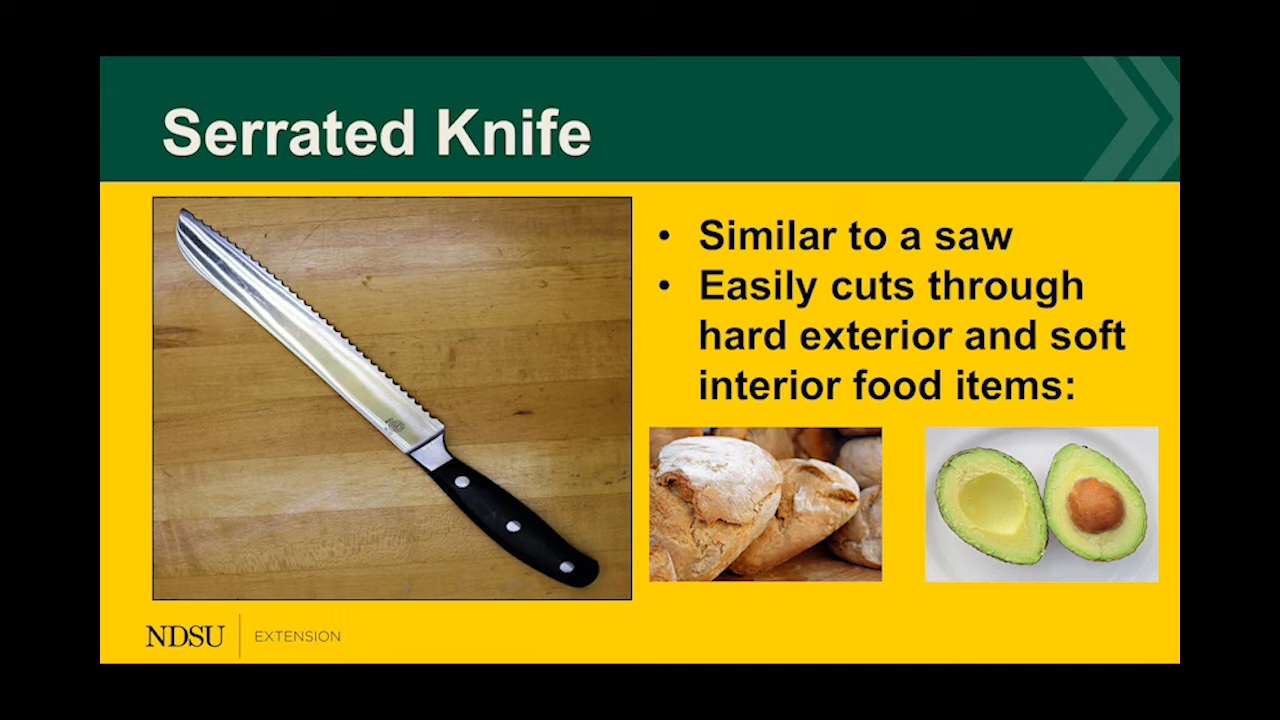 Serrated Knife
• Similar to a saw
• Easily cuts through
hard exterior and soft
interior food items:
NDSU EXTENSION